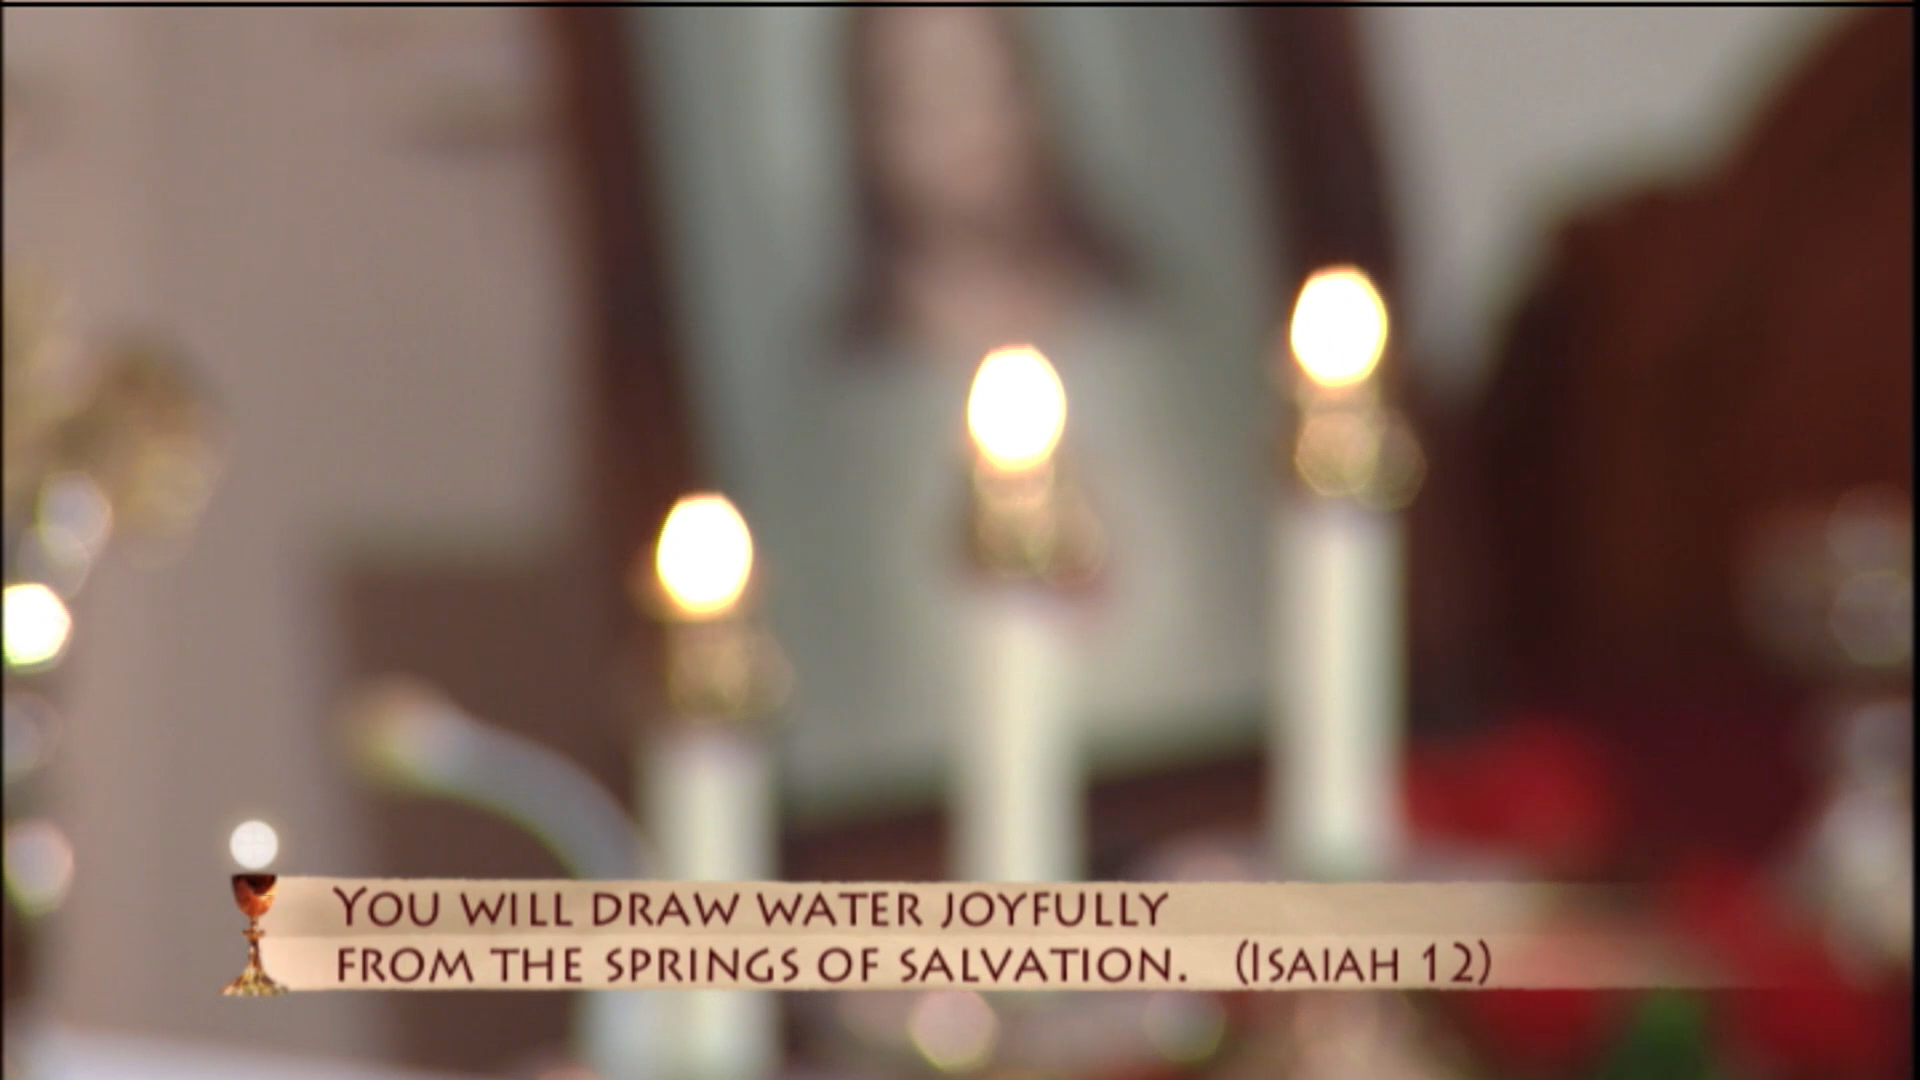 You will draw water joyfully
from the springs of salvation. (Isaiah 12)